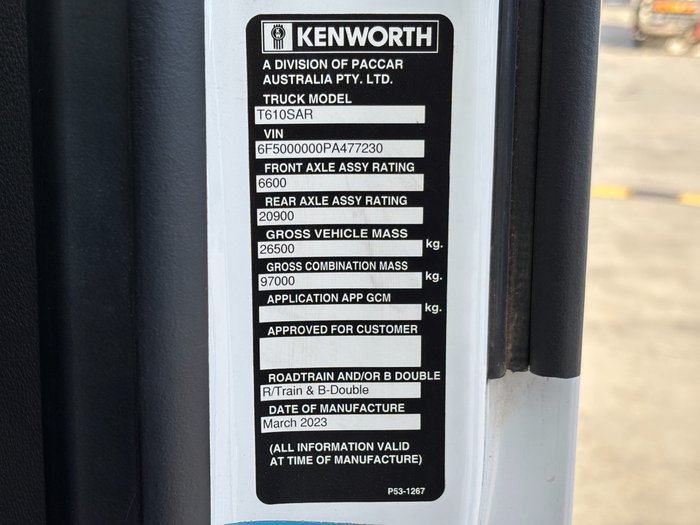 KENWORTH
A DIVISION OF PACCAR
AUSTRALIA PTY. LTD.
TRUCK MODEL
T610SAR
VIN
6F5000000PA477230
FRONT AXLE ASSY RATING
6600
REAR AXLE ASSY RATING
20900
GROSS VEHICLE MASS
26500 kg.
GROSS COMBINATION MASS
97000 kg.
APPLICATION APP GCM
kg.
APPROVED FOR CUSTOMER
ROADTRAIN AND/OR B DOUBLE
R/Train & B-Double
DATE OF MANUFACTURE
March 2023
(ALL INFORMATION VALID
AT TIME OF MANUFACTURE)
P53-1267